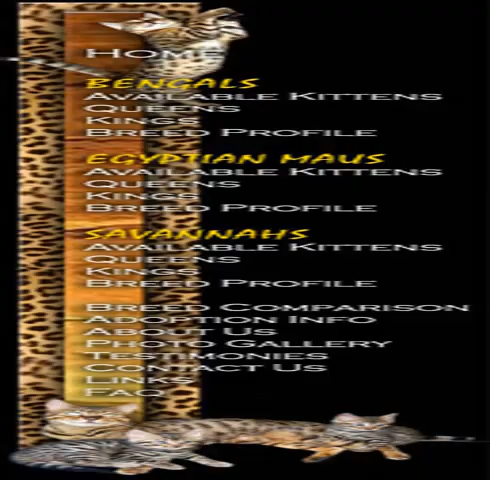 Home
BENGALS
Available Kittens
Queens
Kings
Breed Profile
EGYPTIAN MAUS
Available Kittens
Queens
Kings
Breed Profile
SAVANNAHS
Available Kittens
Queens
Kings
Breed Profile
Breed Comparison
Adoption Info
About Us
Photo Gallery
Testimonies
Contact Us
Links
FAQ